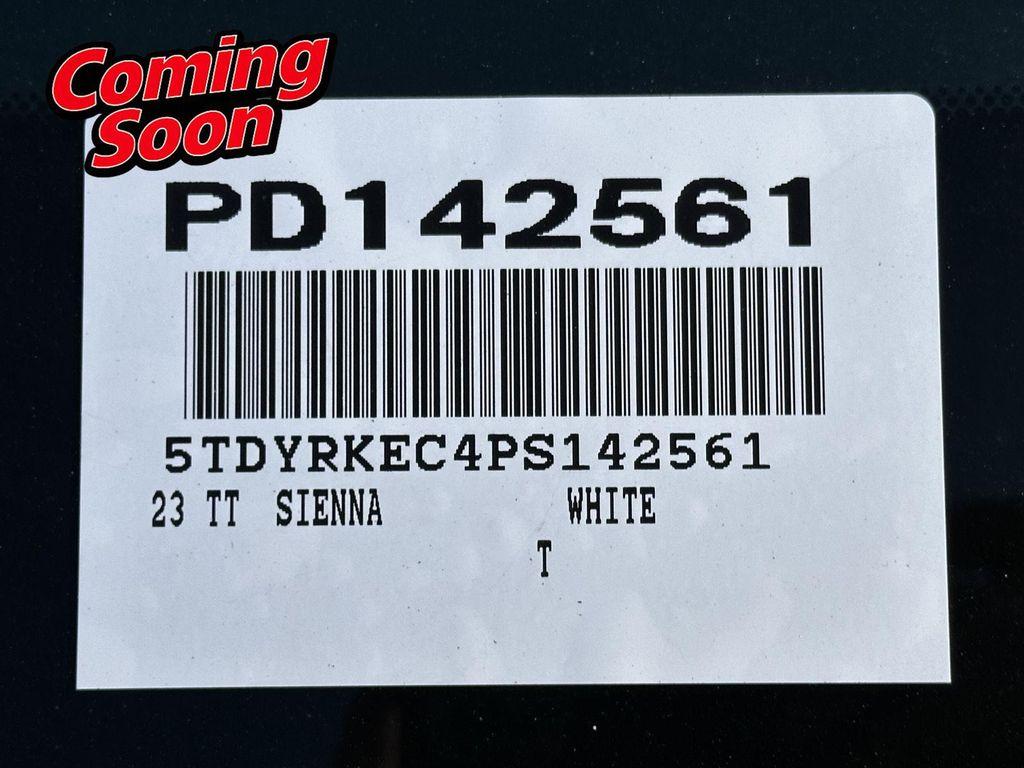 Coming
Soon
PD142561
5TDYRKEC4PS142561
23 TT SIENNA WHITE
T